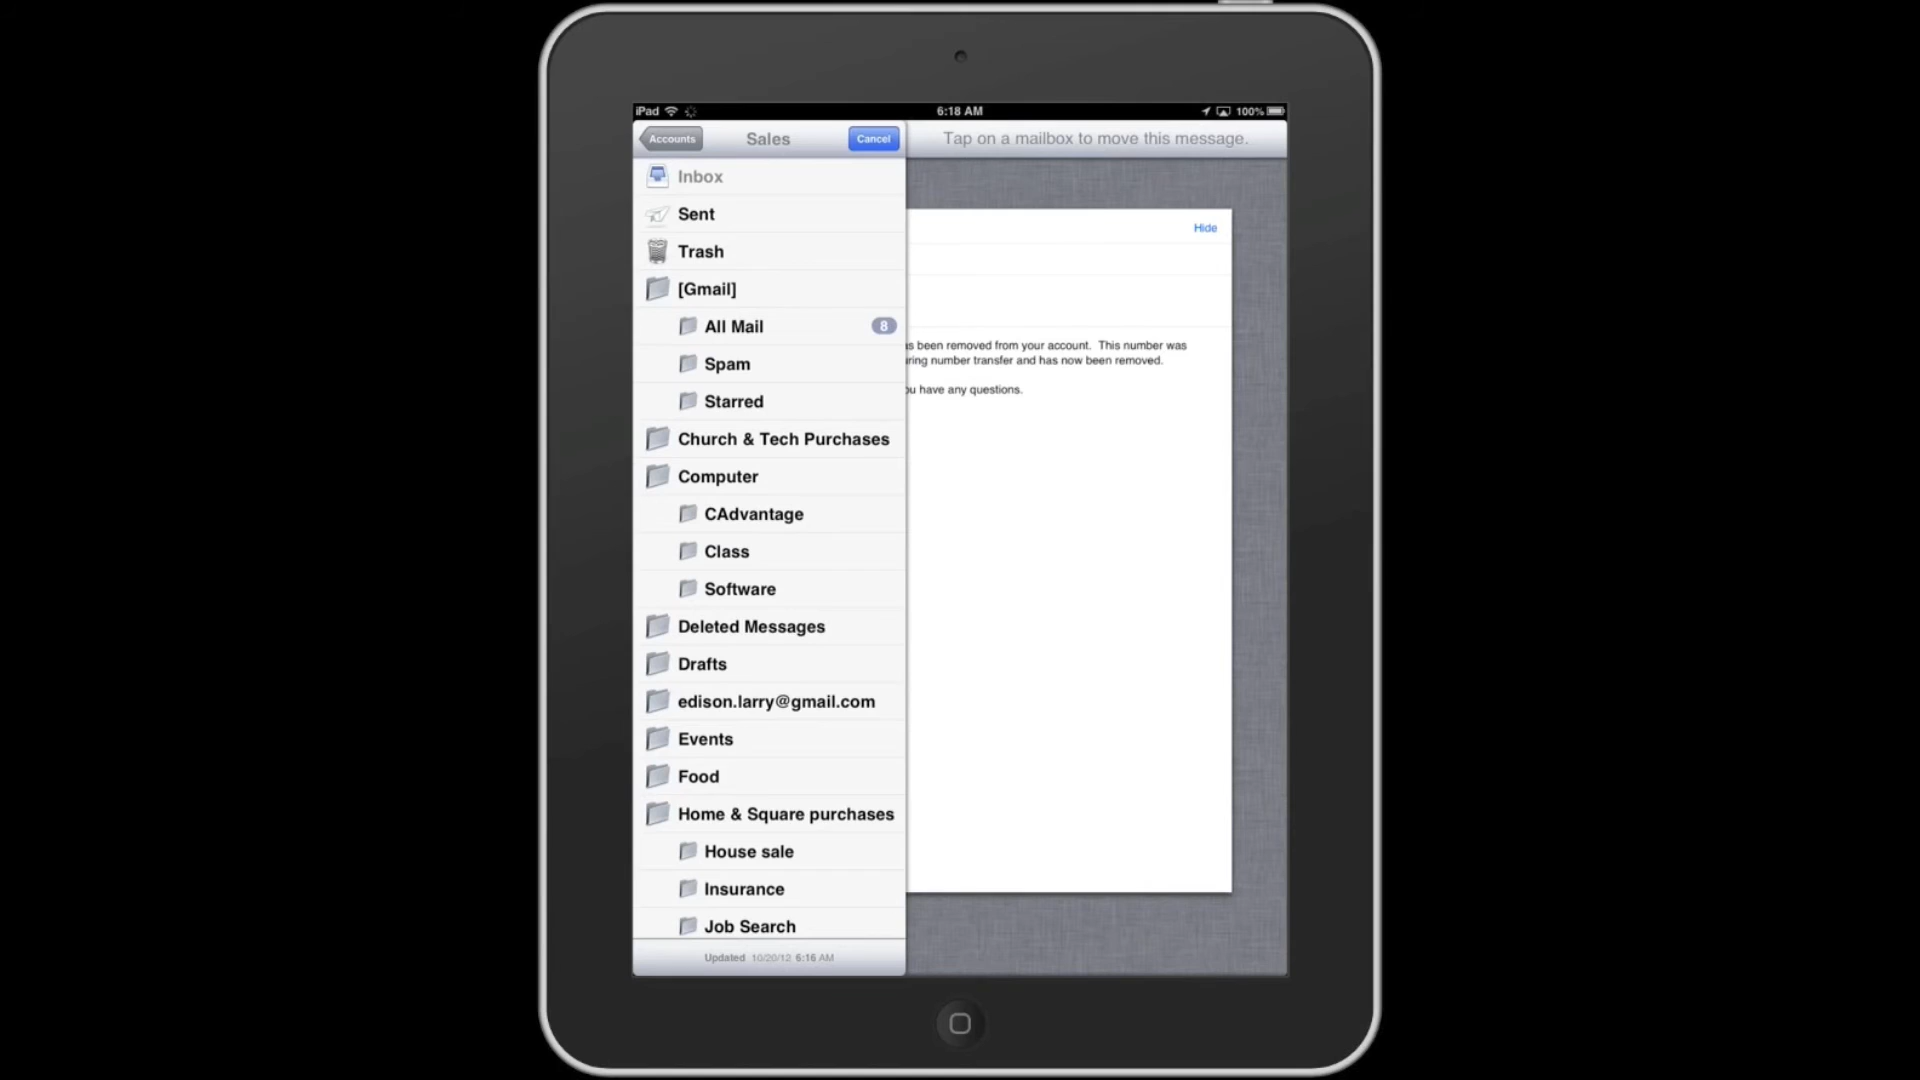 iPad 6:18 AM 100%
Accounts Sales Cancel Tap on a mailbox to move this message.
Inbox
Sent
Hide
Trash
[Gmail]
All Mail 8
as been removed from your account. This number was
uring number transfer and has now been removed.
Spam
ou have any questions.
Starred
Church & Tech Purchases
Computer
CAdvantage
Class
Software
Deleted Messages
Drafts
edison.larry@gmail.com
Events
Food
Home & Square purchases
House sale
Insurance
Job Search
Updated 10/20/12 6:16 AM